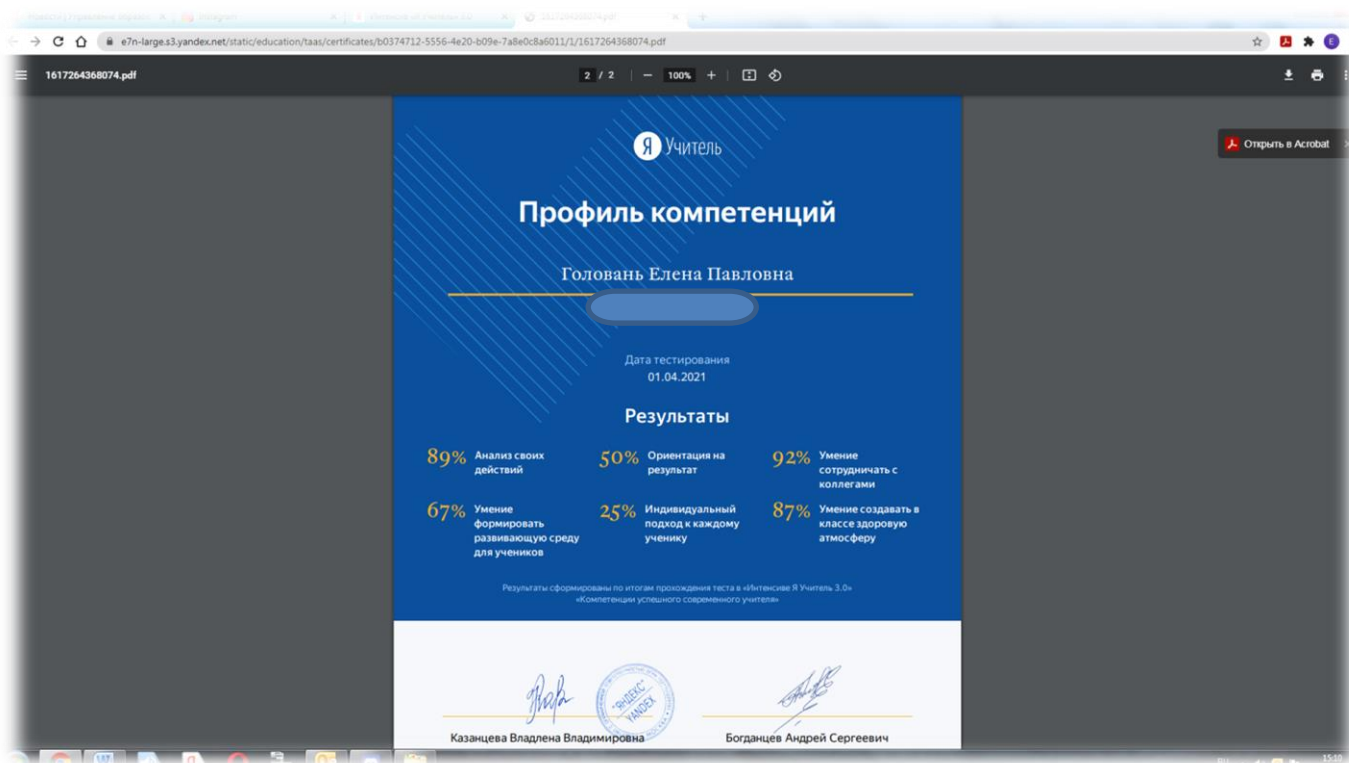 e7n-large.s3.yandex.net/static/education/taas/certificates/b0374712-5556-4e20-b09e-7a8e0c8a6011/1/1617264368074.pdf
1617264368074.pdf
2 / 2
100%
Открыть в Acrobat
Я Учитель
Профиль компетенций
Головань Елена Павловна
Дата тестирования
01.04.2021
Результаты
89% Анализ своих
действий
50% Ориентация на
результат
92% Умение
сотрудничать с
коллегами
67% Умение
формировать
развивающую среду
для учеников
25% Индивидуальный
подход к каждому
ученику
87% Умение создавать в
классе здоровую
атмосферу
Результаты сформированы по итогам прохождения теста в «Интенсиве Я Учитель 3.0»
«Компетенции успешного современного учителя»
"ЯНДЕКС"
YANDEX
Казанцева Владлена Владимировна
Богданцев Андрей Сергеевич
15:10